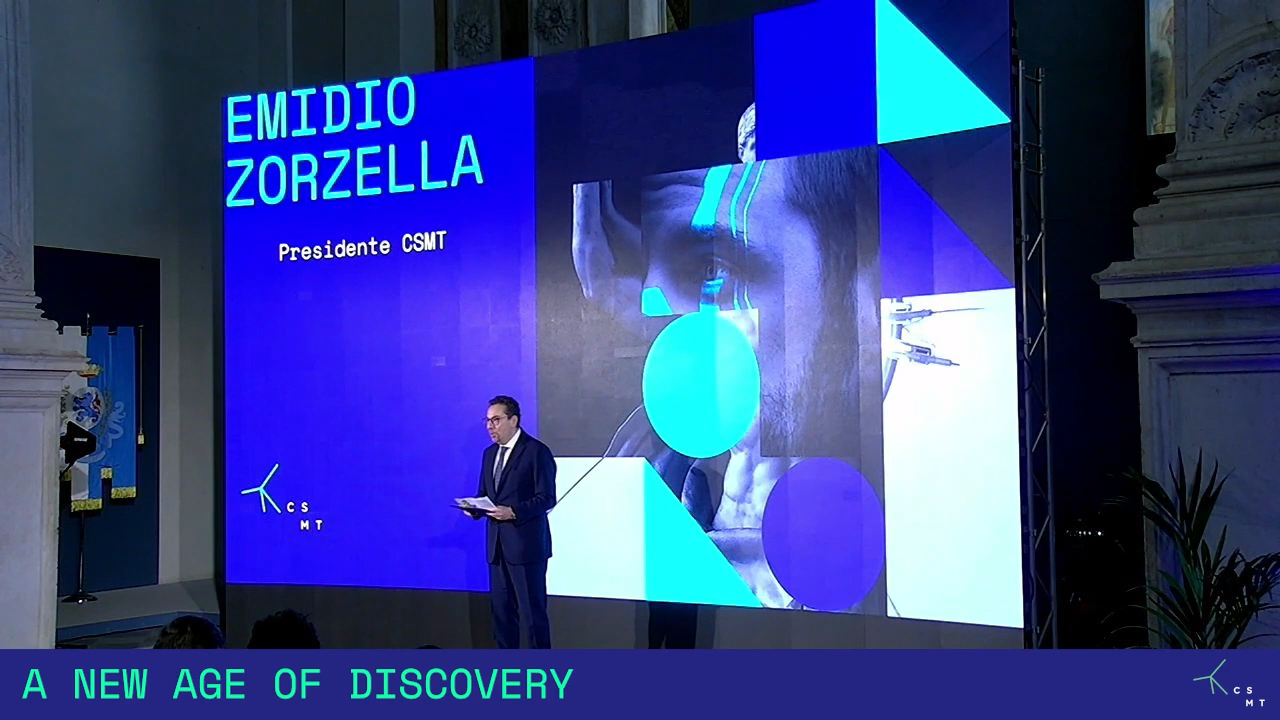 EMIDIO
ZORZELLA
Presidente CSMT
CS
MT
A NEW AGE OF DISCOVERY
CS
MT